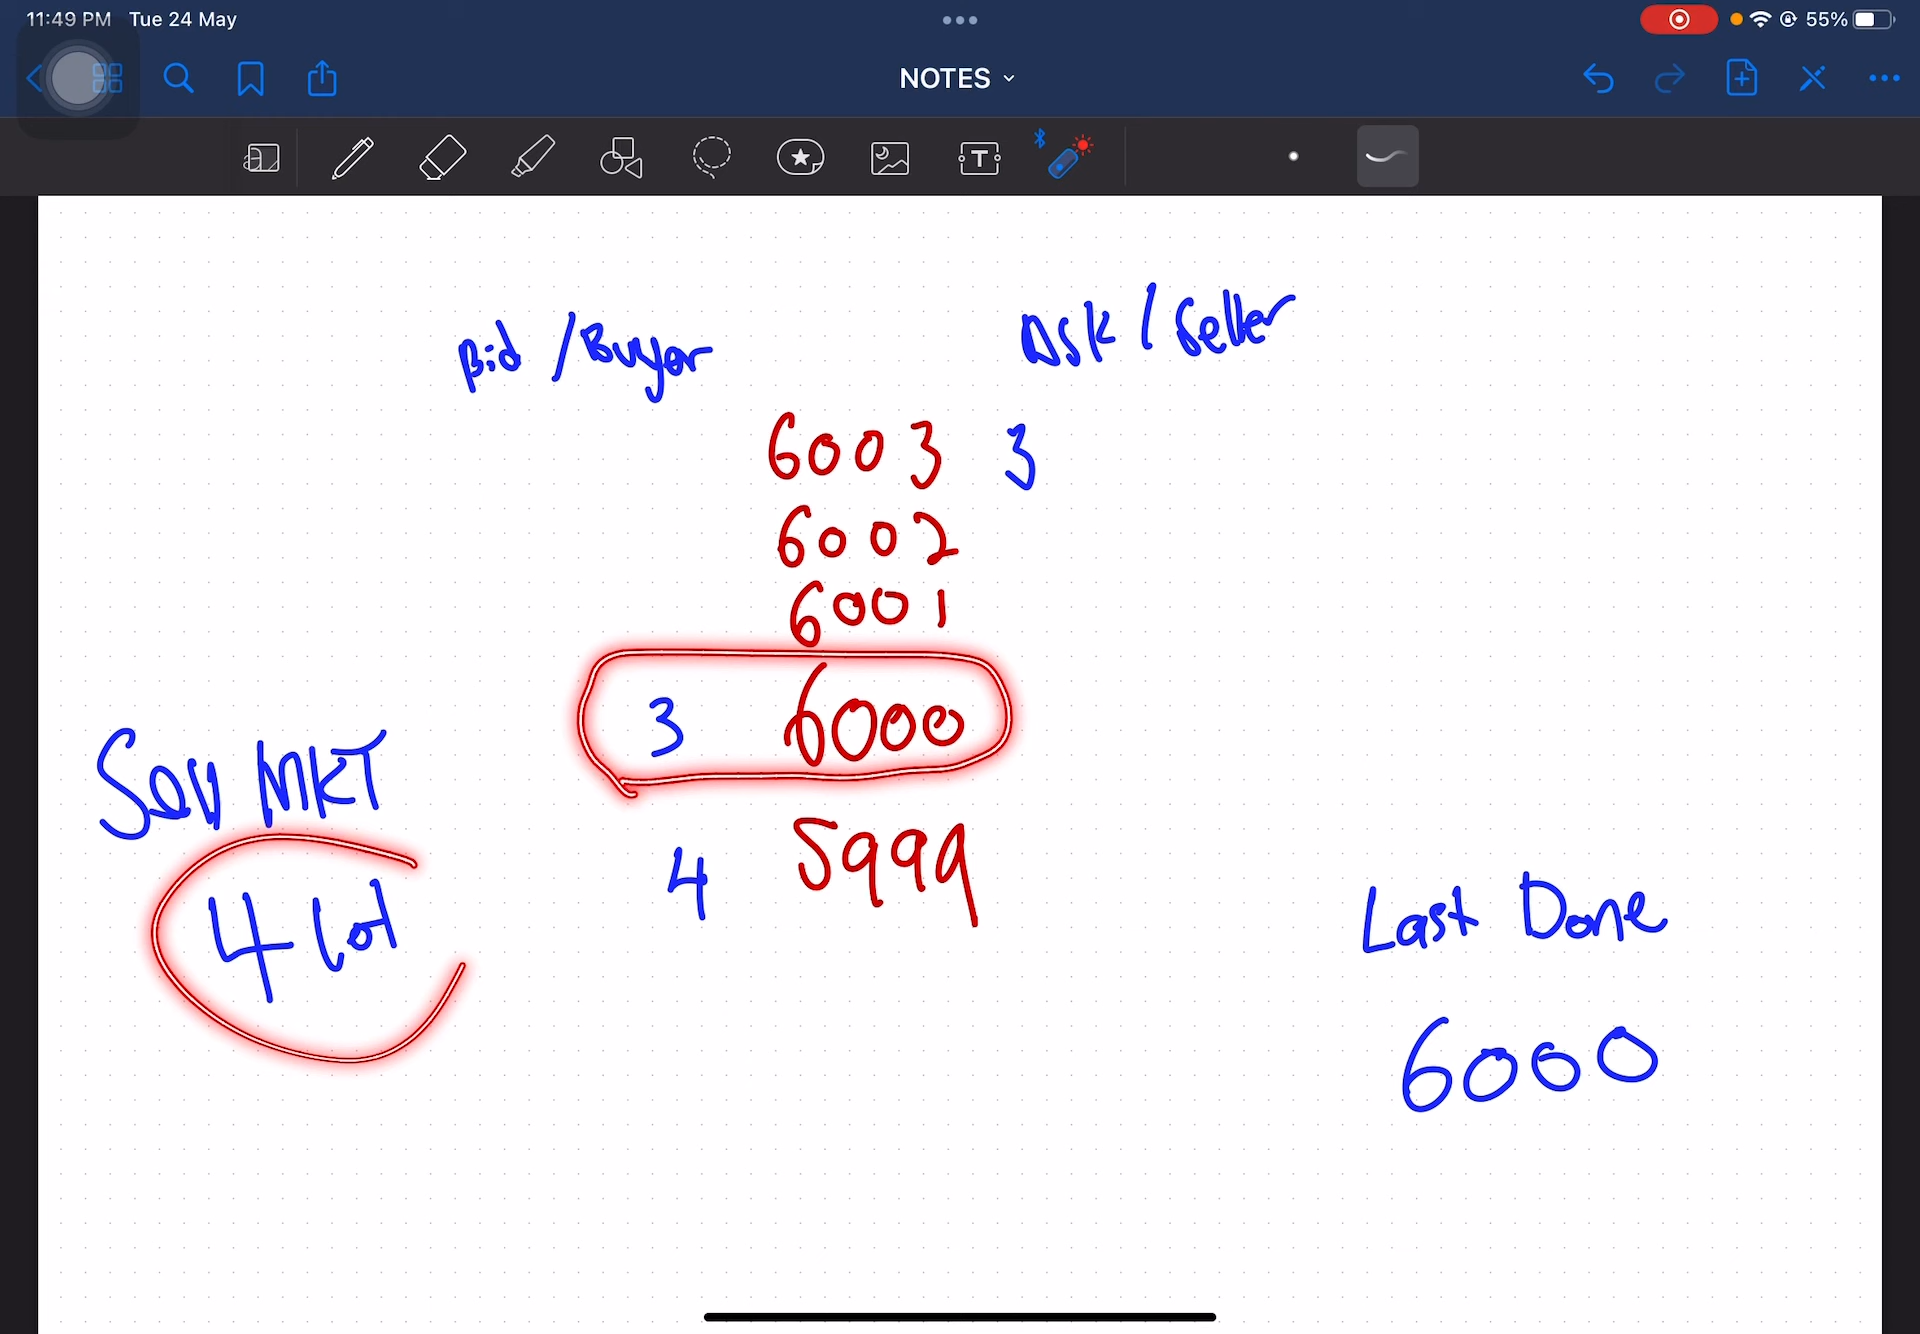 11:49 PM Tue 24 May
55%
NOTES
Bid / Buyer
Ask / Seller
6003 3
6002
6001
3 6000
MKT
4 5999
4 lot
Last Done
6000